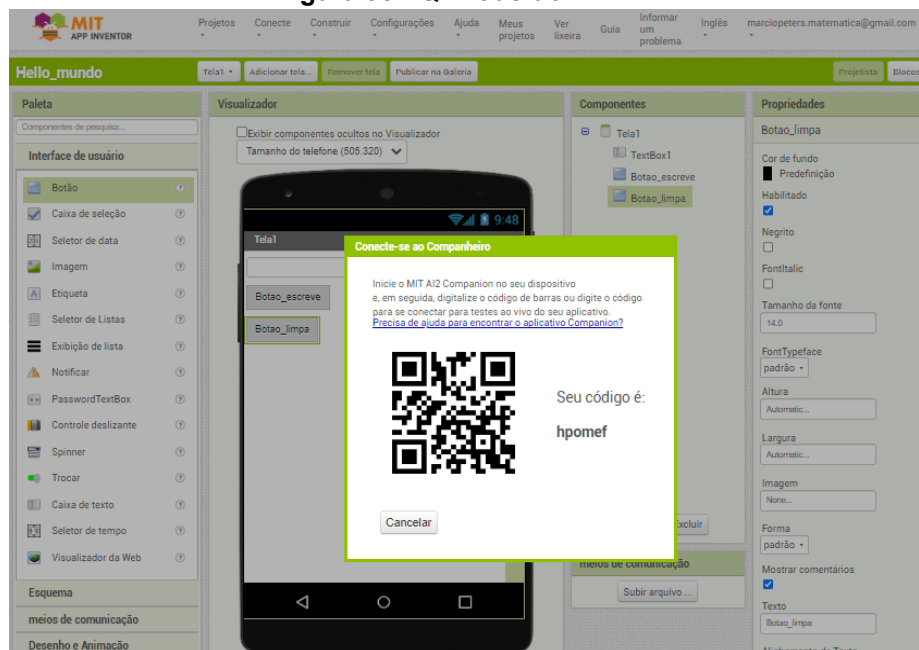 MIT
APP INVENTOR
Projetos
Conecte
Construir
Configurações
Ajuda
Meus
projetos
Ver
lixeira
Guia
Informar
um
problema
Inglês
marciopeters.matematica@gmail.com
Hello_mundo
Tela1
Adicionar tela...
Remover tela
Publicar na Galeria
Projetista
Blocos
Paleta
Componentes de pesquisa...
Interface de usuário
Botão
Caixa de seleção
Seletor de data
Imagem
Etiqueta
Seletor de Listas
Exibição de lista
Notificar
PasswordTextBox
Controle deslizante
Spinner
Trocar
Caixa de texto
Seletor de tempo
Visualizador da Web
Esquema
meios de comunicação
Desenho e Animação
Visualizador
Exibir componentes ocultos no Visualizador
Tamanho do telefone (505.320)
9:48
Tela1
Botao_escreve
Botao_limpa
Conecte-se ao Companheiro
Inicie o MIT AI2 Companion no seu dispositivo
e, em seguida, digitalize o código de barras ou digite o código
para se conectar para testes ao vivo do seu aplicativo.
Precisa de ajuda para encontrar o aplicativo Companion?
Seu código é:
hpomef
Cancelar
Componentes
Tela1
TextBox1
Botao_escreve
Botao_limpa
meios de comunicação
Subir arquivo ...
Propriedades
Botao_limpa
Cor de fundo
Predefinição
Habilitado
Negrito
FontItalic
Tamanho da fonte
14.0
FontTypeface
padrão
Altura
Automatic...
Largura
Automatic...
Imagem
None...
Forma
padrão
Mostrar comentários
Texto
Botao_limpa